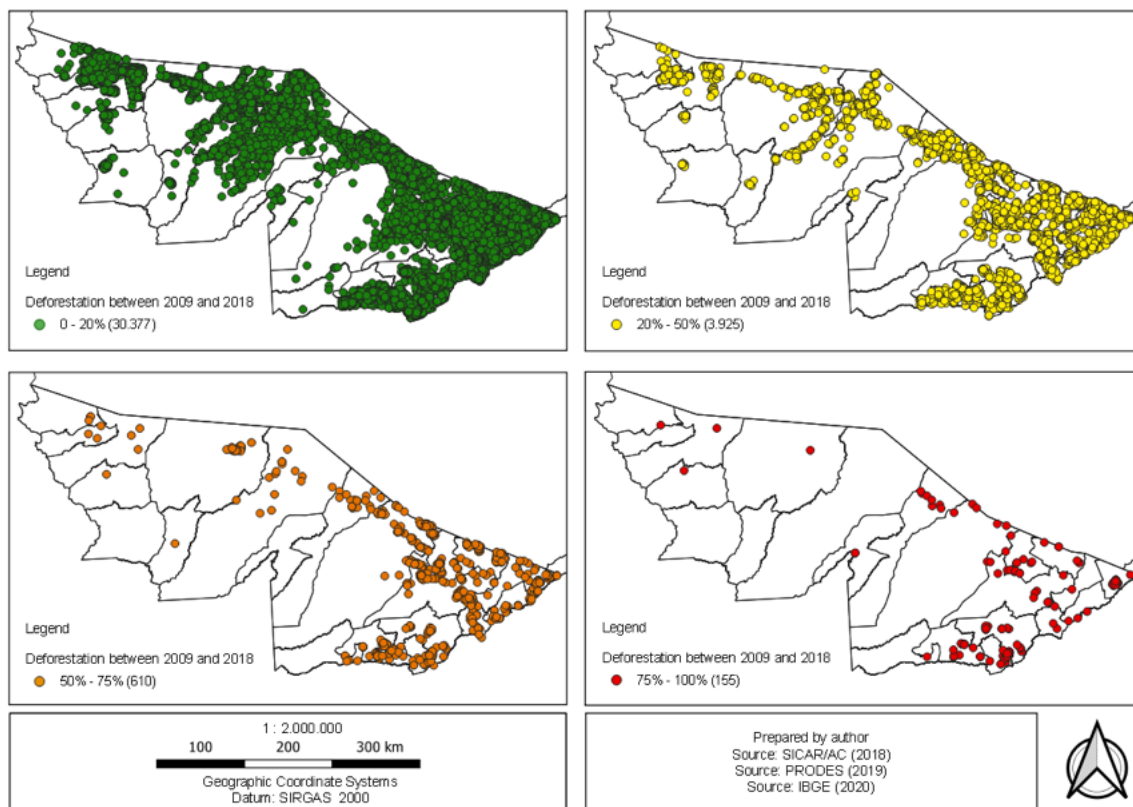 Legend
Deforestation between 2009 and 2018
0 - 20% (30.377)
Legend
Deforestation between 2009 and 2018
20% - 50% (3.925)
Legend
Deforestation between 2009 and 2018
50% - 75% (610)
Legend
Deforestation between 2009 and 2018
75% - 100% (155)
1 : 2.000.000
100 200 300 km
Geographic Coordinate Systems
Datum: SIRGAS 2000
Prepared by author
Source: SICAR/AC (2018)
Source: PRODES (2019)
Source: IBGE (2020)